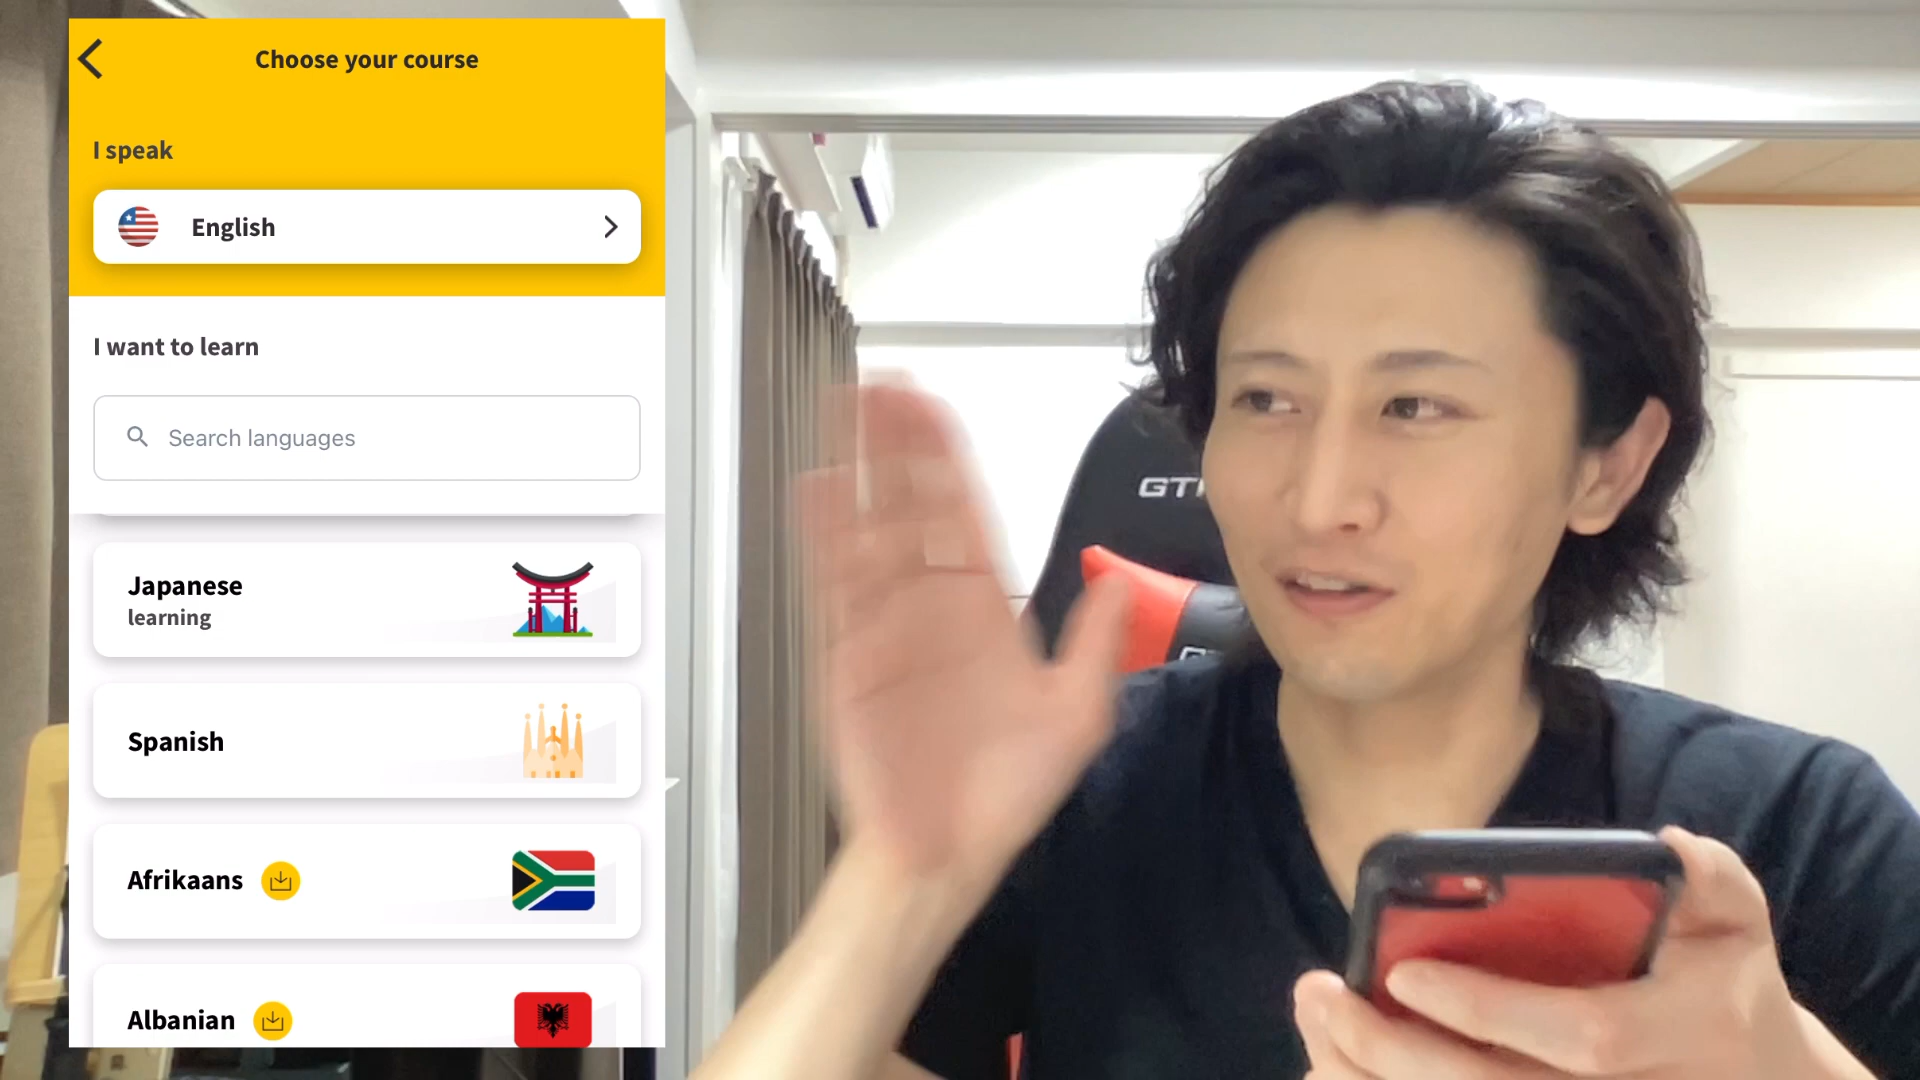 Choose your course
I speak
English
I want to learn
Search languages
Japanese
learning
Spanish
Afrikaans
Albanian